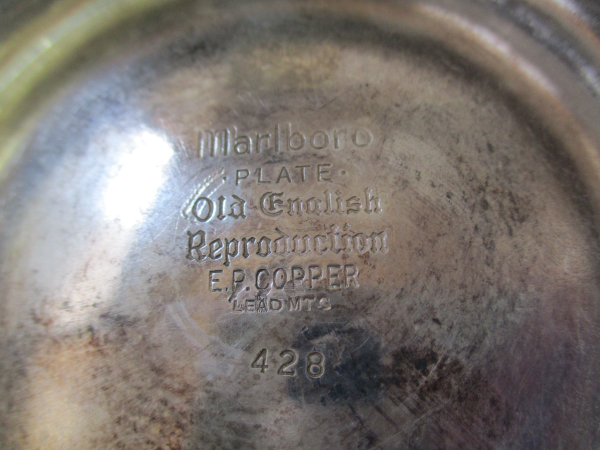 Marlboro
·PLATE·
Old English
Reproduction
E.P. COPPER
LEAD MTS
428